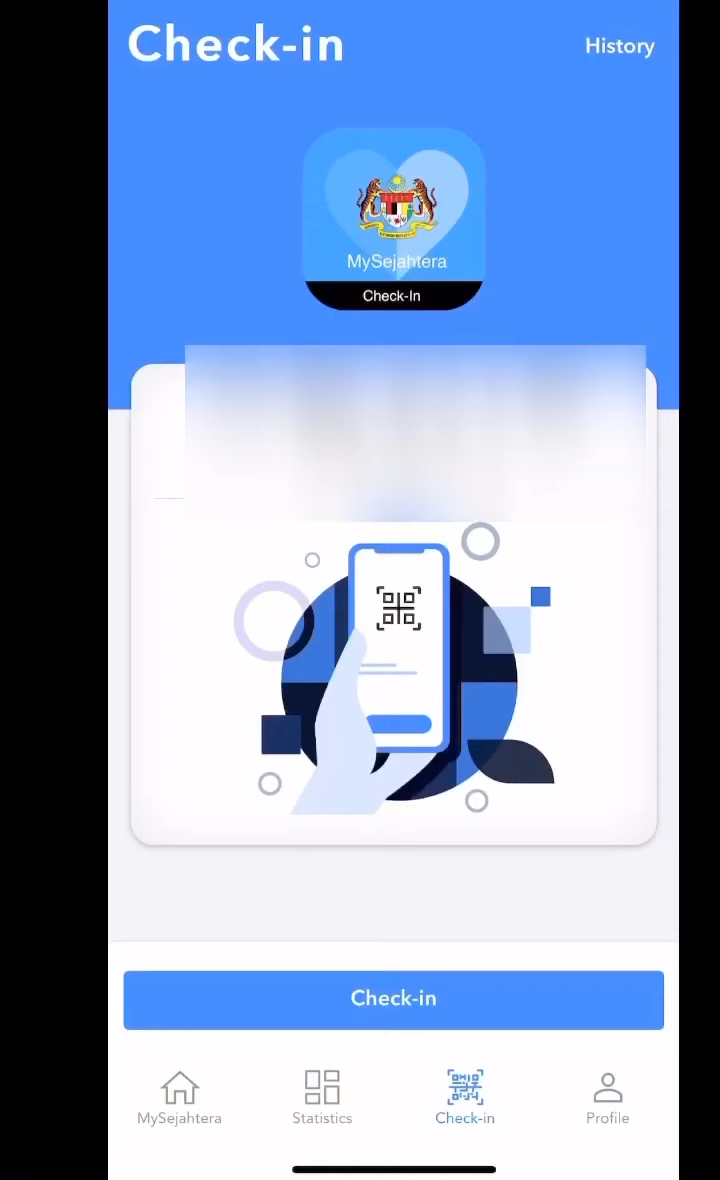 Check-in
History
MySejahtera
Check-In
Check-in
MySejahtera
Statistics
Check-in
Profile